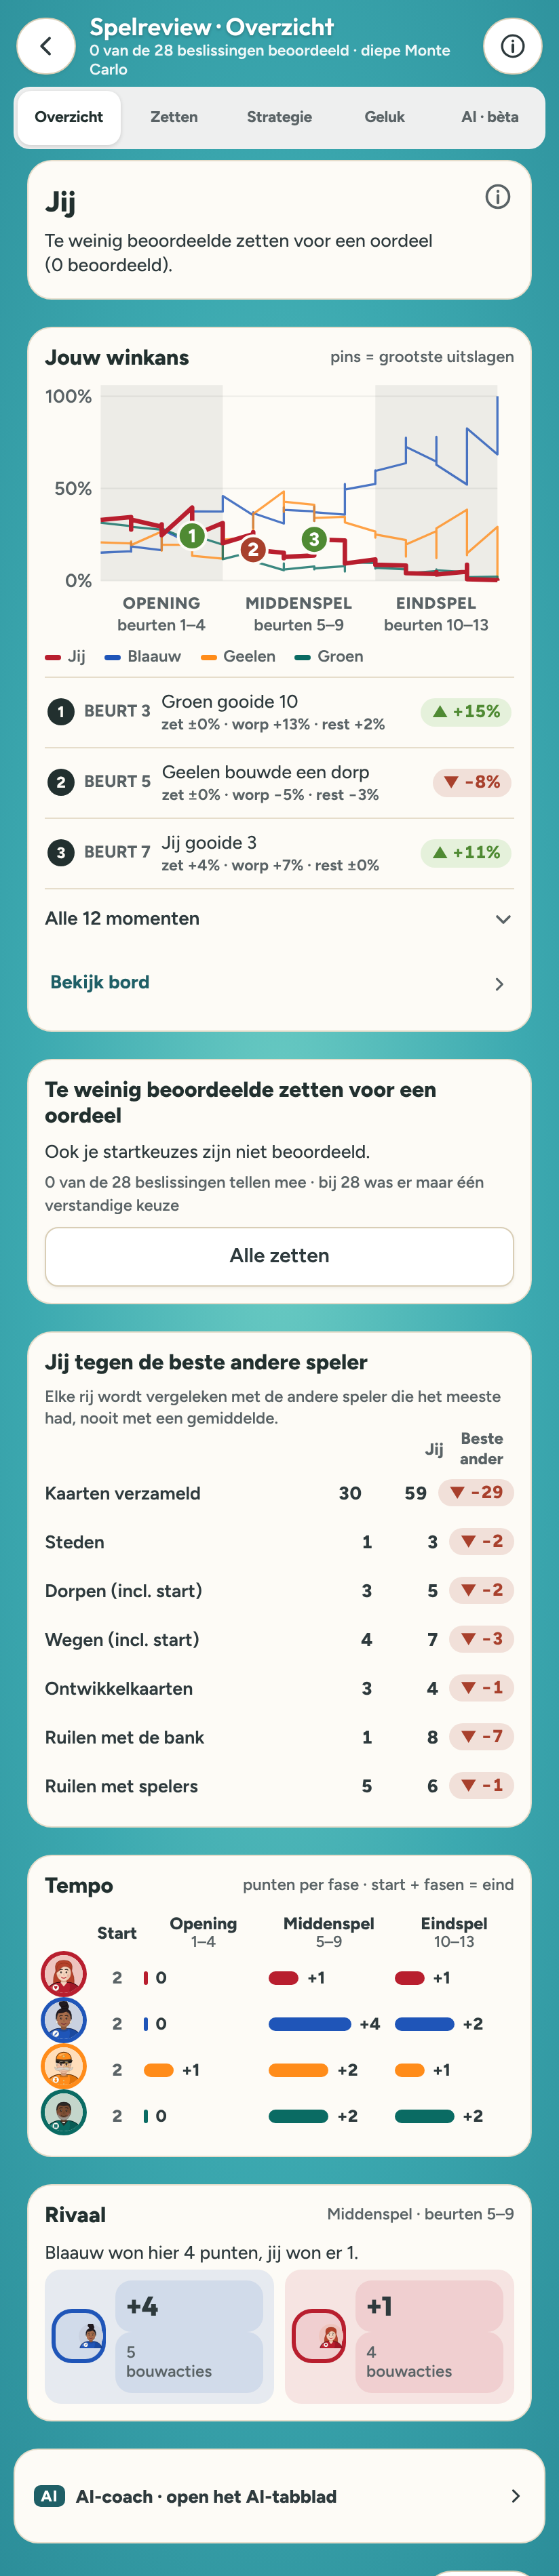 Spelreview · Overzicht
0 van de 28 beslissingen beoordeeld · diepe Monte
Carlo
Overzicht Zetten Strategie Geluk AI · bèta
Jij
Te weinig beoordeelde zetten voor een oordeel
(0 beoordeeld).
Jouw winkans pins = grootste uitslagen
100%
50%
0%
1 2 3
OPENING MIDDENSPEL EINDSPEL
beurten 1–4 beurten 5–9 beurten 10–13
Jij Blaauw Geelen Groen
1 BEURT 3 Groen gooide 10 ▲ +15%
zet ±0% · worp +13% · rest +2%
2 BEURT 5 Geelen bouwde een dorp ▼ −8%
zet ±0% · worp −5% · rest −3%
3 BEURT 7 Jij gooide 3 ▲ +11%
zet +4% · worp +7% · rest ±0%
Alle 12 momenten
Bekijk bord
Te weinig beoordeelde zetten voor een
oordeel
Ook je startkeuzes zijn niet beoordeeld.
0 van de 28 beslissingen tellen mee · bij 28 was er maar één
verstandige keuze
Alle zetten
Jij tegen de beste andere speler
Elke rij wordt vergeleken met de andere speler die het meeste
had, nooit met een gemiddelde.
Jij Beste
ander
Kaarten verzameld 30 59 ▼ −29
Steden 1 3 ▼ −2
Dorpen (incl. start) 3 5 ▼ −2
Wegen (incl. start) 4 7 ▼ −3
Ontwikkelkaarten 3 4 ▼ −1
Ruilen met de bank 1 8 ▼ −7
Ruilen met spelers 5 6 ▼ −1
Tempo punten per fase · start + fasen = eind
Start Opening Middenspel Eindspel
1–4 5–9 10–13
2 0 +1 +1
2 0 +4 +2
2 +1 +2 +1
2 0 +2 +2
Rivaal Middenspel · beurten 5–9
Blaauw won hier 4 punten, jij won er 1.
+4 +1
5 4
bouwacties bouwacties
AI AI-coach · open het AI-tabblad